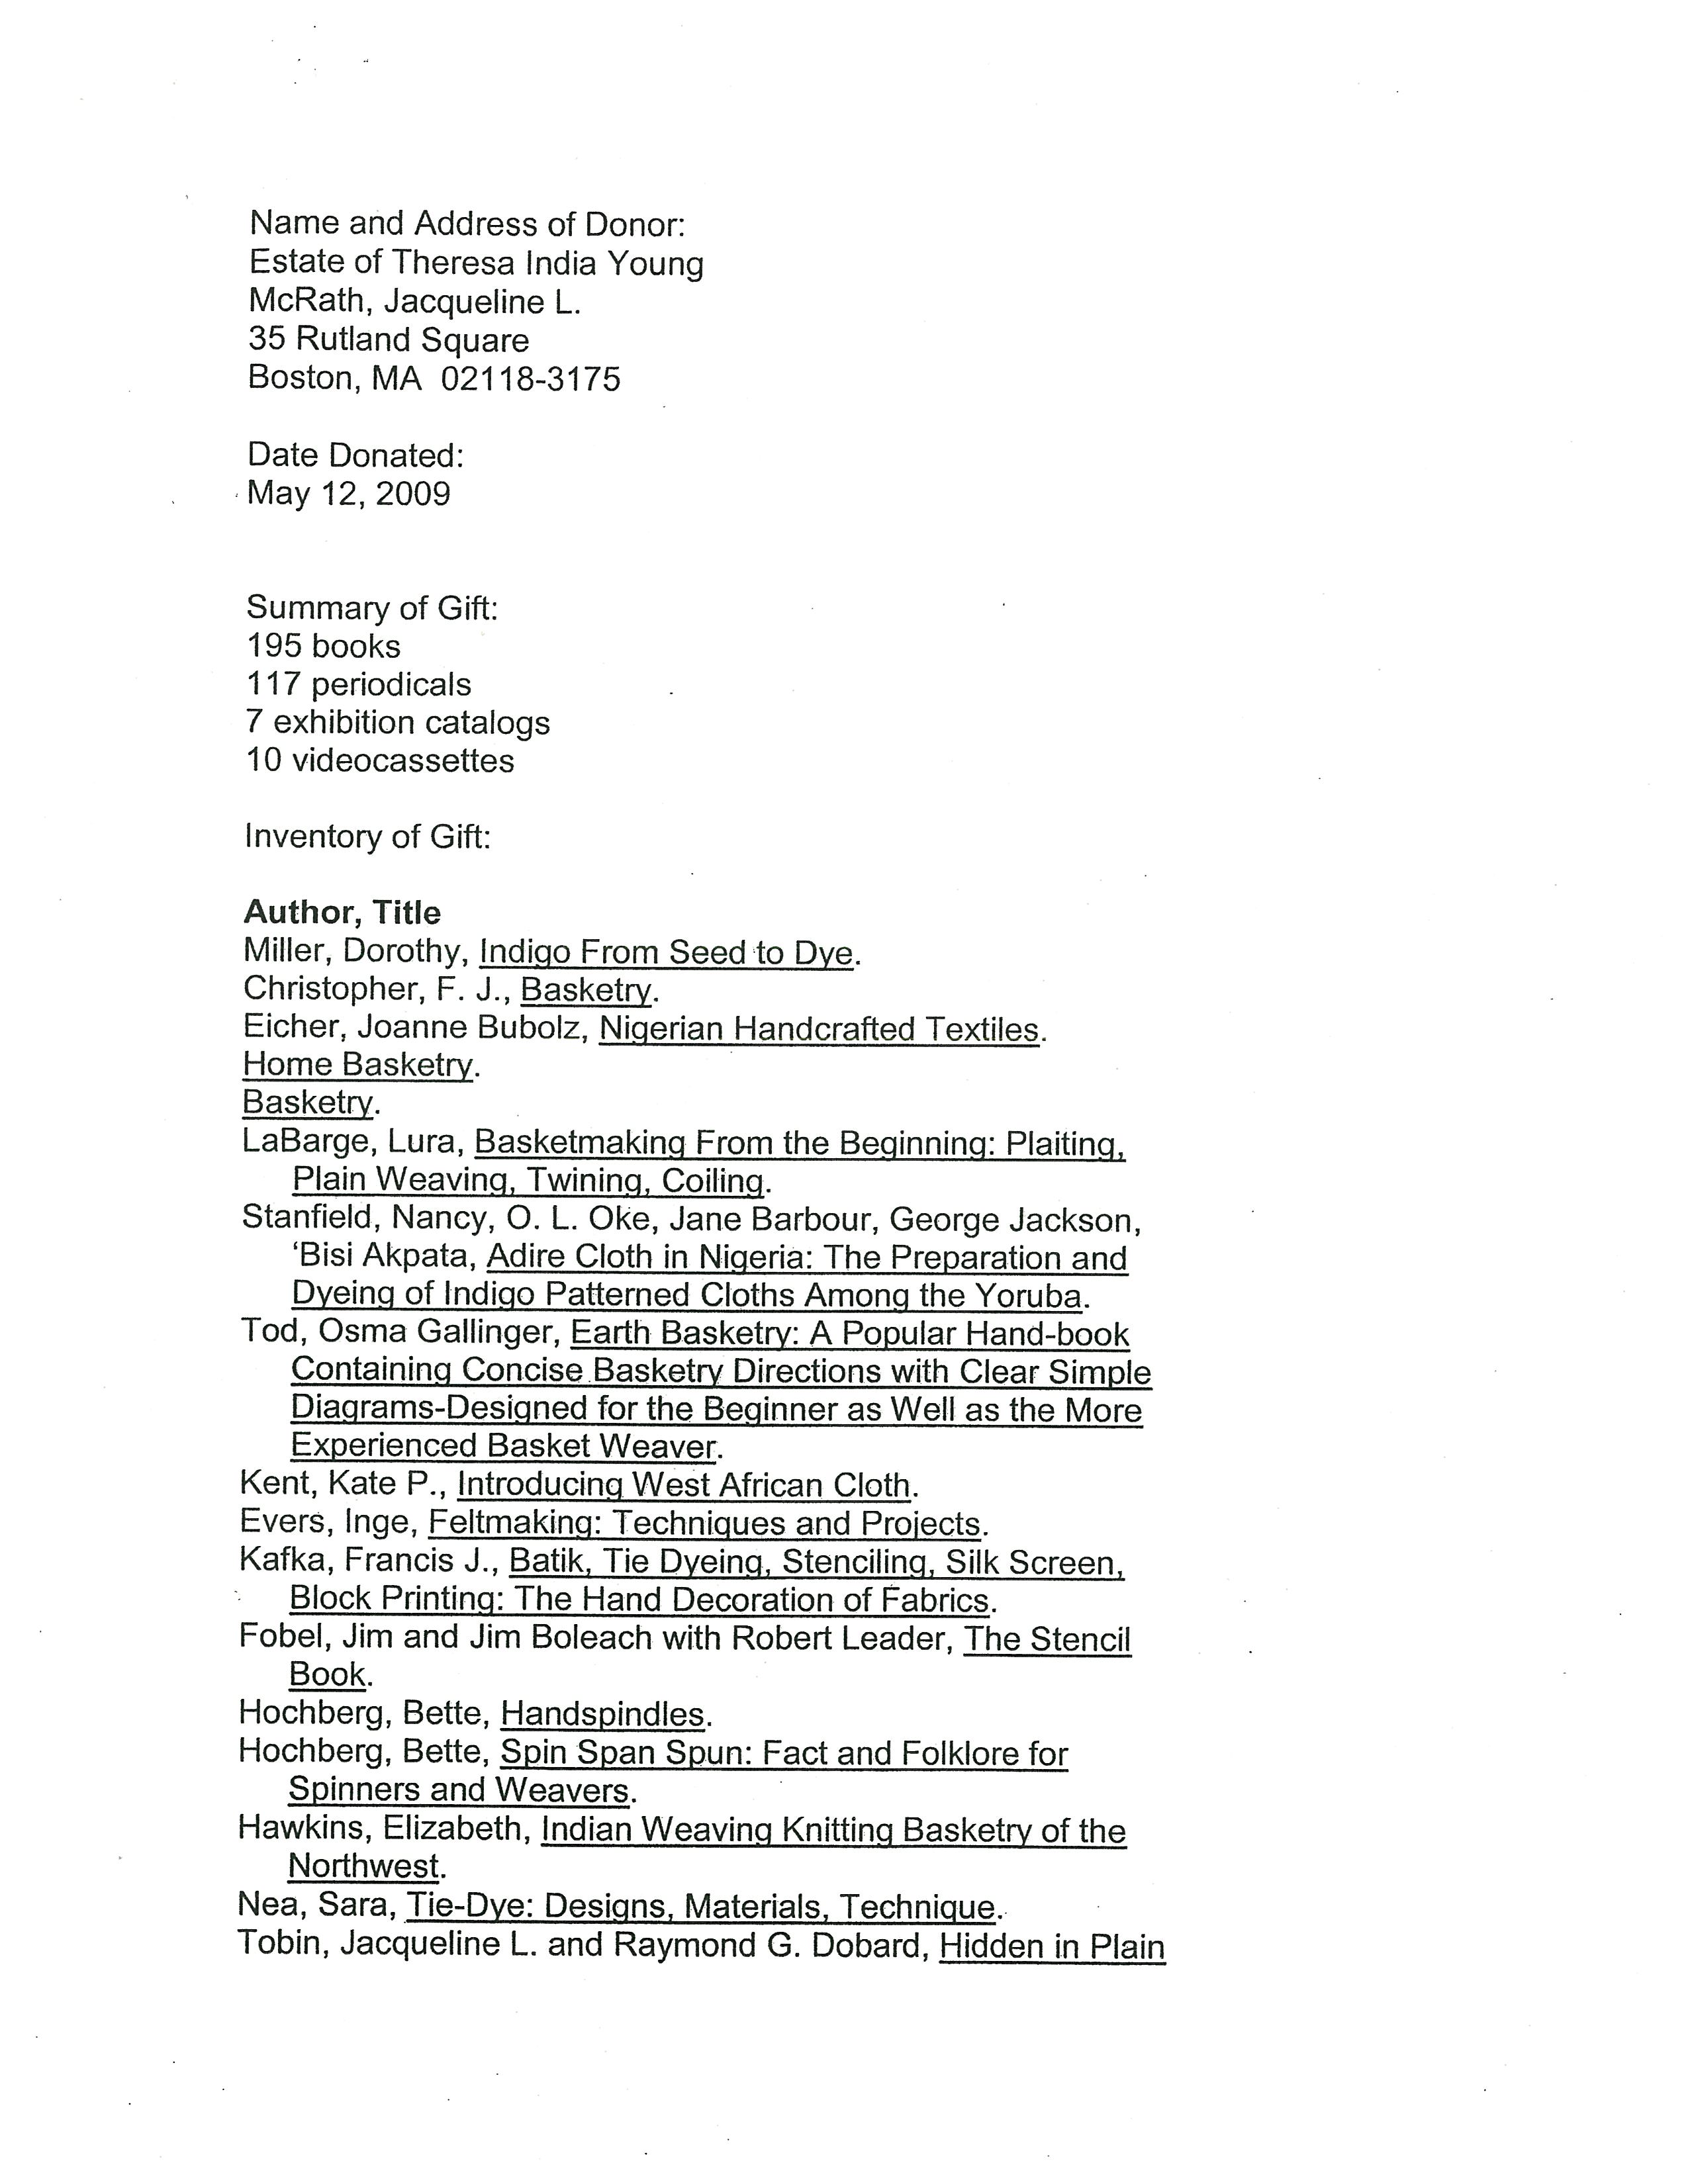 Name and Address of Donor:
Estate of Theresa India Young
McRath, Jacqueline L.
35 Rutland Square
Boston, MA  02118-3175
Date Donated:
May 12, 2009
Summary of Gift:
195 books
117 periodicals
7 exhibition catalogs
10 videocassettes
Inventory of Gift:
Author, Title
Miller, Dorothy, Indigo From Seed to Dye.
Christopher, F. J., Basketry.
Eicher, Joanne Bubolz, Nigerian Handcrafted Textiles.
Home Basketry.
Basketry.
LaBarge, Lura, Basketmaking From the Beginning: Plaiting,
Plain Weaving, Twining, Coiling.
Stanfield, Nancy, O. L. Oke, Jane Barbour, George Jackson,
‘Bisi Akpata, Adire Cloth in Nigeria: The Preparation and
Dyeing of Indigo Patterned Cloths Among the Yoruba.
Tod, Osma Gallinger, Earth Basketry: A Popular Hand-book
Containing Concise Basketry Directions with Clear Simple
Diagrams-Designed for the Beginner as Well as the More
Experienced Basket Weaver.
Kent, Kate P., Introducing West African Cloth.
Evers, Inge, Feltmaking: Techniques and Projects.
Kafka, Francis J., Batik, Tie Dyeing, Stenciling, Silk Screen,
Block Printing: The Hand Decoration of Fabrics.
Fobel, Jim and Jim Boleach with Robert Leader, The Stencil
Book.
Hochberg, Bette, Handspindles.
Hochberg, Bette, Spin Span Spun: Fact and Folklore for
Spinners and Weavers.
Hawkins, Elizabeth, Indian Weaving Knitting Basketry of the
Northwest.
Nea, Sara, Tie-Dye: Designs, Materials, Technique.
Tobin, Jacqueline L. and Raymond G. Dobard, Hidden in Plain